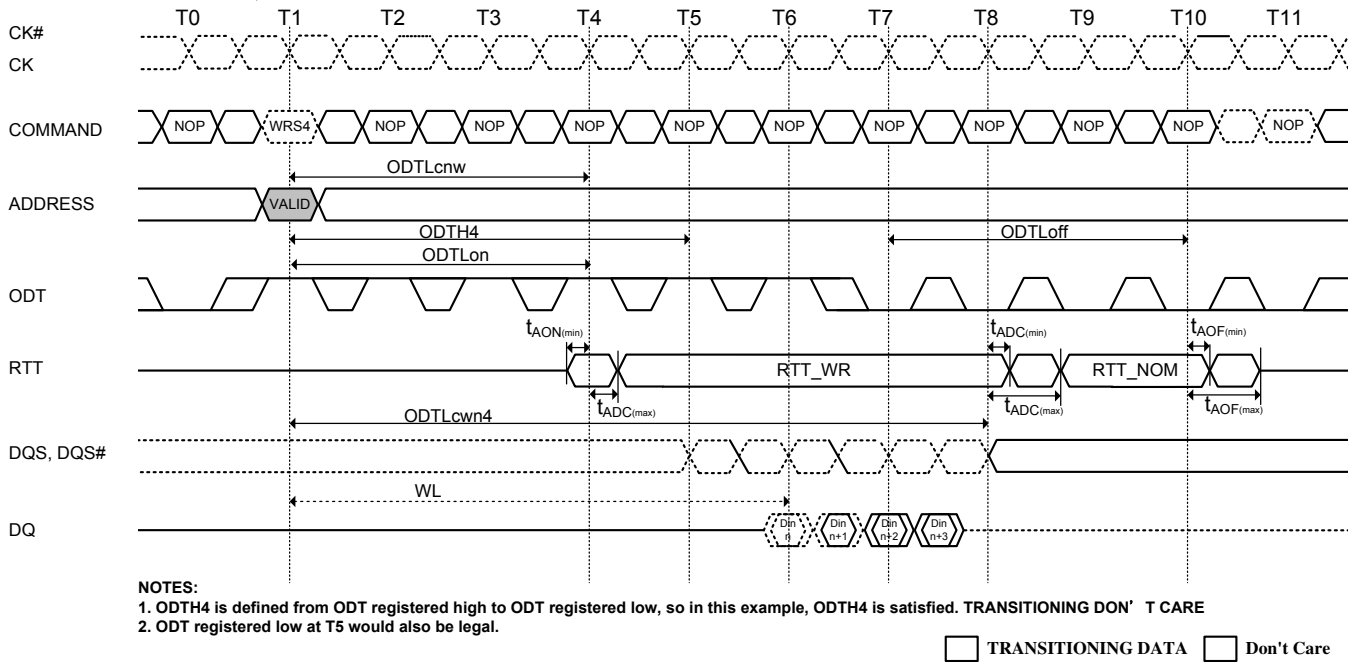 T0 T1 T2 T3 T4 T5 T6 T7 T8 T9 T10 T11
CK#
CK
COMMAND NOP WRS4 NOP NOP NOP NOP NOP NOP NOP NOP NOP NOP
ODTLcnw
ADDRESS VALID
ODTH4 ODTLoff
ODTLon
ODT
tAON(min) tADC(min) tAOF(min)
RTT RTT_WR RTT_NOM
tADC(max) tADC(max) tAOF(max)
ODTLcwn4
DQS, DQS#
WL
DQ Din n Din n+1 Din n+2 Din n+3
NOTES:
1. ODTH4 is defined from ODT registered high to ODT registered low, so in this example, ODTH4 is satisfied. TRANSITIONING DON' T CARE
2. ODT registered low at T5 would also be legal.
TRANSITIONING DATA Don't Care